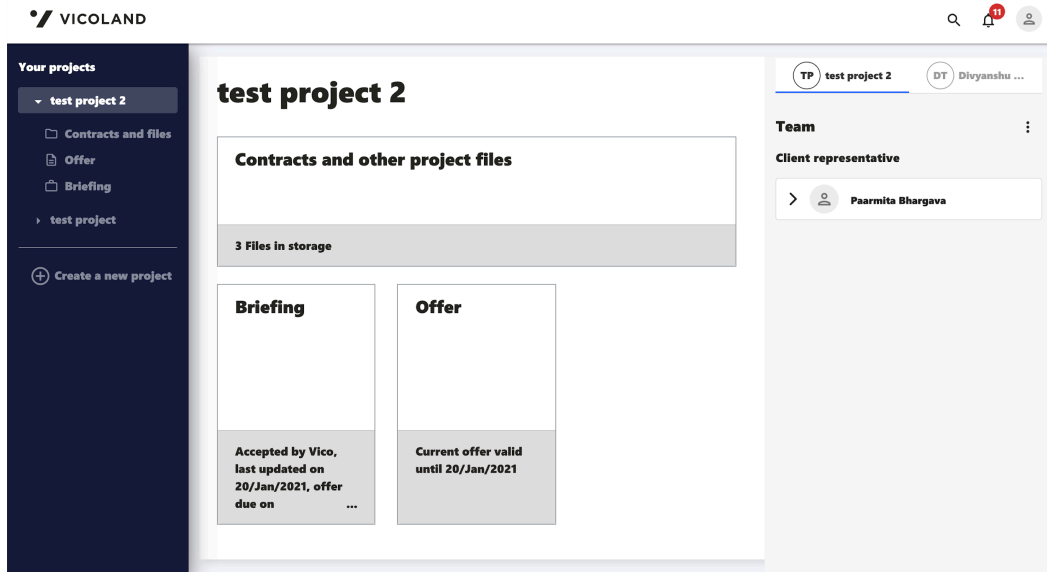 VICOLAND
11
Your projects
test project 2
Contracts and files
Offer
Briefing
test project
Create a new project
test project 2
Contracts and other project files
3 Files in storage
Briefing
Accepted by Vico,
last updated on
20/Jan/2021, offer
due on ...
Offer
Current offer valid
until 20/Jan/2021
TP test project 2
DT Divyanshu ...
Team
Client representative
Paarmita Bhargava